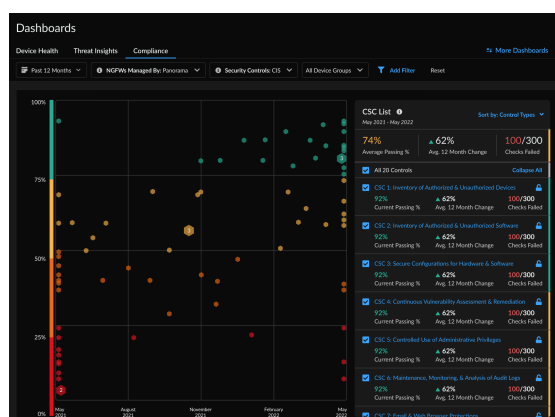 Dashboards
Device Health Threat Insights Compliance More Dashboards
Past 12 Months NGFWs Managed By: Panorama Security Controls: CIS All Device Groups Add Filter Reset
100%
75%
50%
25%
0%
3
1
2
May 2021
August 2021
November 2021
February 2022
May 2022
CSC List Sort by: Control Types
May 2021 - May 2022
74% 62% 100/300
Average Passing % Avg. 12 Month Change Checks Failed
All 20 Controls Collapse All
CSC 1: Inventory of Authorized & Unauthorized Devices
92% 62% 100/300
Current Passing % Avg. 12 Month Change Checks Failed
CSC 2: Inventory of Authorized & Unauthorized Software
92% 62% 100/300
Current Passing % Avg. 12 Month Change Checks Failed
CSC 3: Secure Configurations for Hardware & Software
92% 62% 100/300
Current Passing % Avg. 12 Month Change Checks Failed
CSC 4: Continuous Vulnerability Assessment & Remediation
92% 62% 100/300
Current Passing % Avg. 12 Month Change Checks Failed
CSC 5: Controlled Use of Administrative Privileges
92% 62% 100/300
Current Passing % Avg. 12 Month Change Checks Failed
CSC 6: Maintenance, Monitoring, & Analysis of Audit Logs
92% 62% 100/300
Current Passing % Avg. 12 Month Change Checks Failed
CSC 7: Email & Web Browser Protections